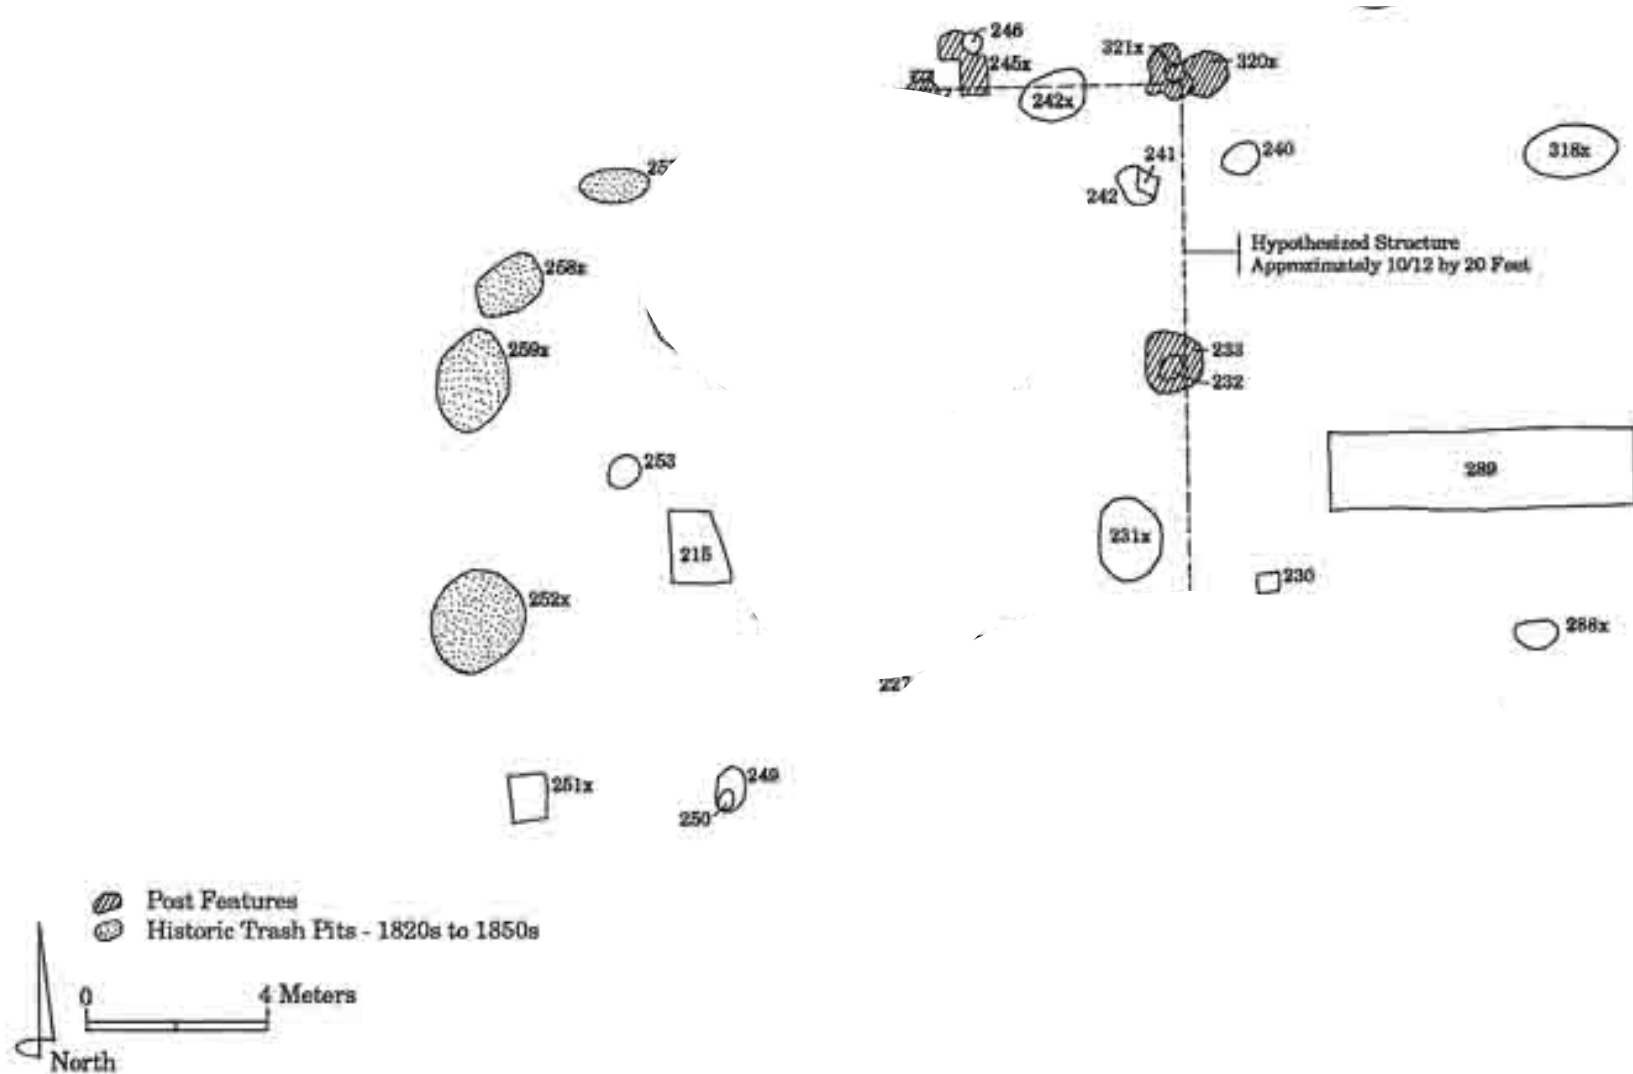 246
321x
245x
320x
242x
241
240
318x
242
Hypothesized Structure
Approximately 10/12 by 20 Feet
258x
259x
233
232
253
289
215
231x
230
252x
288x
227
251x
249
250
Post Features
Historic Trash Pits - 1820s to 1850s
0
4 Meters
North